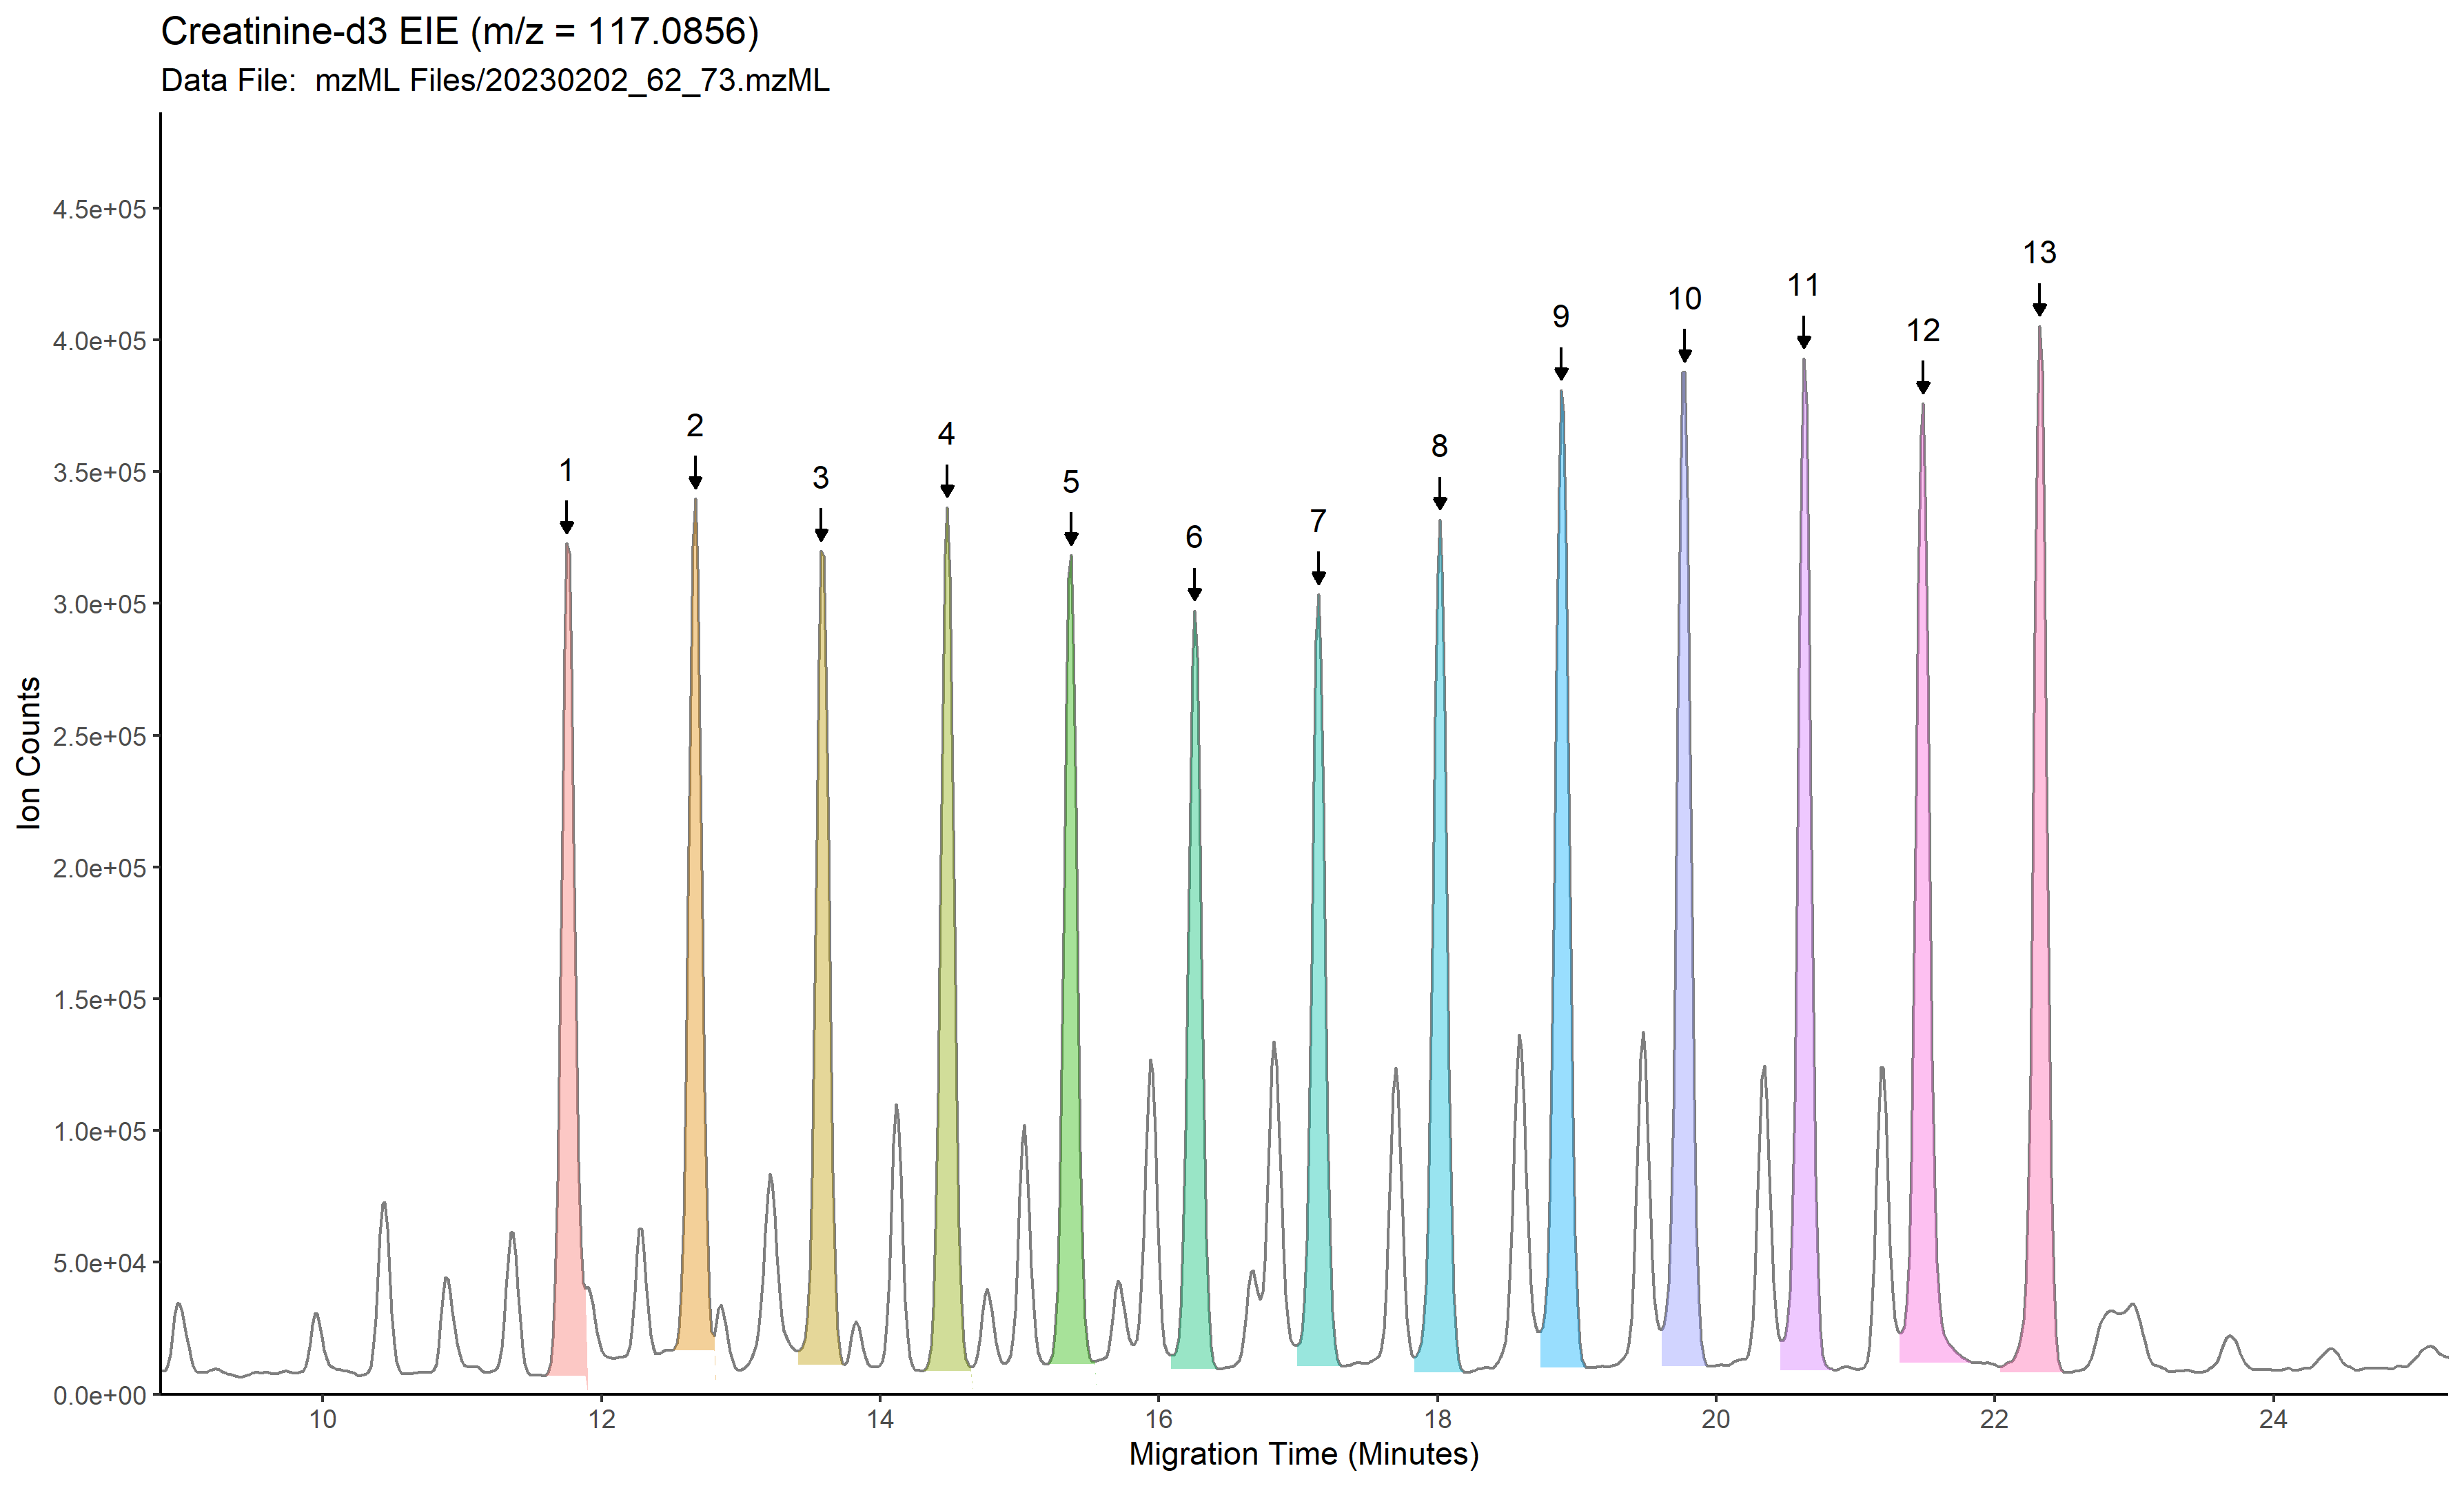 Creatinine-d3 EIE (m/z = 117.0856)
Data File:  mzML Files/20230202_62_73.mzML
Ion Counts
4.5e+05
4.0e+05
3.5e+05
3.0e+05
2.5e+05
2.0e+05
1.5e+05
1.0e+05
5.0e+04
0.0e+00
1
2
3
4
5
6
7
8
9
10
11
12
13
10
12
14
16
18
20
22
24
Migration Time (Minutes)